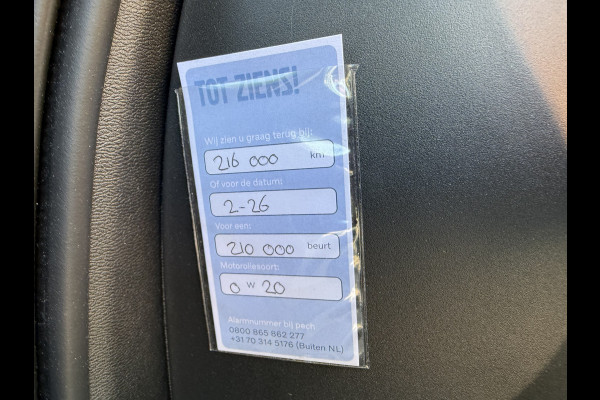 TOT ZIENS!
Wij zien u graag terug bij:
216 000 km
Of voor de datum:
2-26
Voor een:
210 000 beurt
Motoroliesoort:
0 W 20
Alarmnummer bij pech
0800 865 862 277
+31 70 314 5176 (Buiten NL)